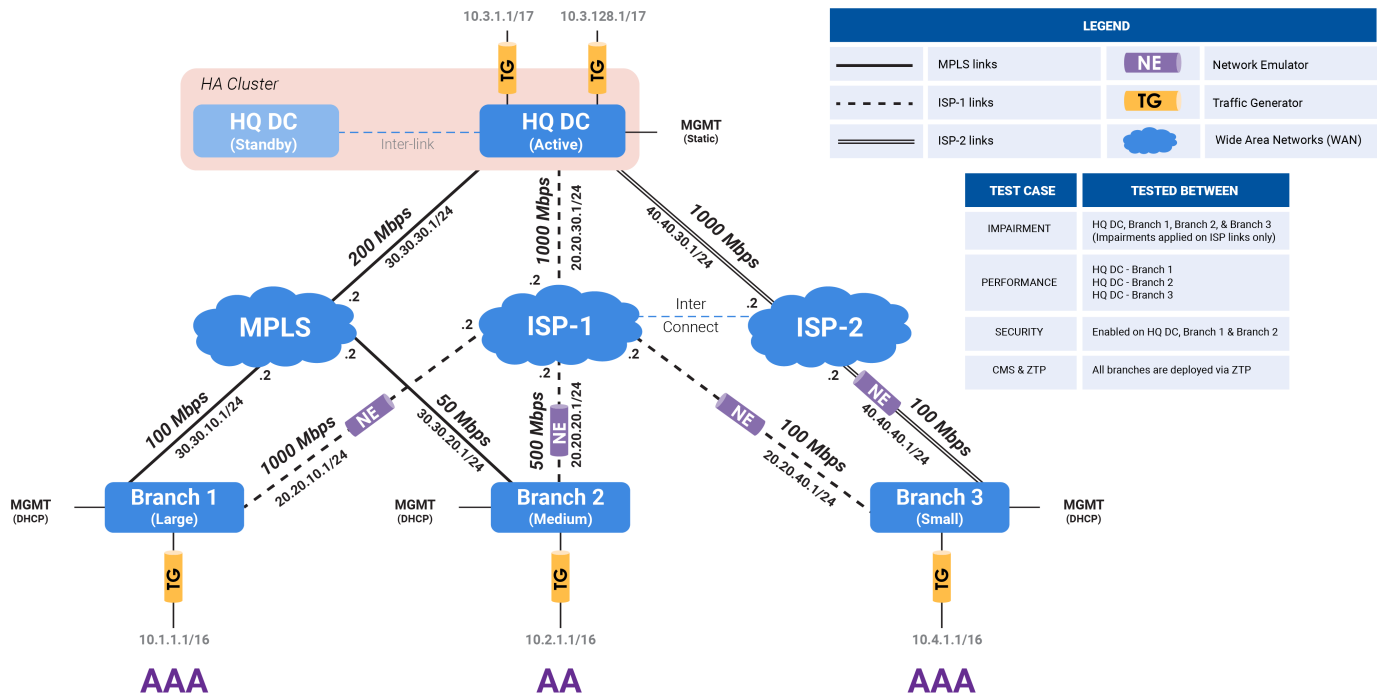 10.3.1.1/17
10.3.128.1/17
TG
TG
HA Cluster
HQ DC
(Standby)
Inter-link
HQ DC
(Active)
MGMT
(Static)
LEGEND
MPLS links
NE
Network Emulator
ISP-1 links
TG
Traffic Generator
ISP-2 links
Wide Area Networks (WAN)
TEST CASE
TESTED BETWEEN
IMPAIRMENT
HQ DC, Branch 1, Branch 2, & Branch 3
(Impairments applied on ISP links only)
PERFORMANCE
HQ DC - Branch 1
HQ DC - Branch 2
HQ DC - Branch 3
SECURITY
Enabled on HQ DC, Branch 1 & Branch 2
CMS & ZTP
All branches are deployed via ZTP
200 Mbps
30.30.30.1/24
1000 Mbps
20.20.30.1/24
1000 Mbps
40.40.30.1/24
.2
.2
.2
MPLS
ISP-1
Inter
Connect
ISP-2
.2
.2
.2
.2
.2
.2
100 Mbps
30.30.10.1/24
1000 Mbps
20.20.10.1/24
NE
50 Mbps
30.30.20.1/24
500 Mbps
NE
20.20.20.1/24
NE
100 Mbps
20.20.40.1/24
NE
100 Mbps
40.40.40.1/24
MGMT
(DHCP)
Branch 1
(Large)
MGMT
(DHCP)
Branch 2
(Medium)
Branch 3
(Small)
MGMT
(DHCP)
TG
TG
TG
10.1.1.1/16
10.2.1.1/16
10.4.1.1/16
AAA
AA
AAA